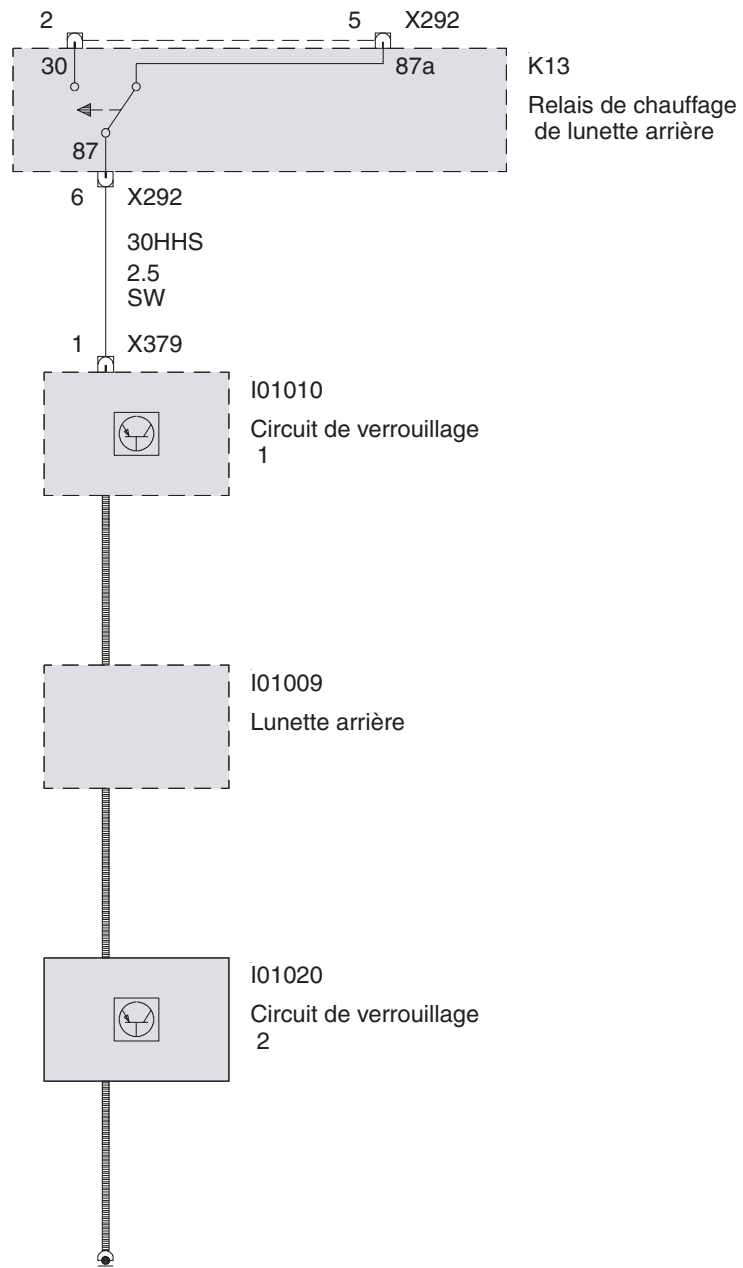 2 5 X292
30 87a K13
Relais de chauffage
de lunette arrière
87
6 X292
30HHS
2.5
SW
1 X379
I01010
Circuit de verrouillage
1
I01009
Lunette arrière
I01020
Circuit de verrouillage
2